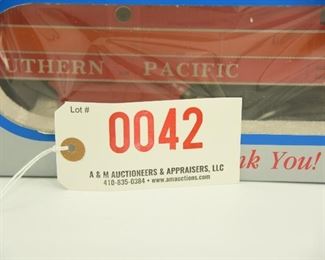 UTHERN PACIFIC
Lot #
0042
A & M AUCTIONEERS & APPRAISERS, LLC
410-835-0384 • www.amauctions.com
nk You!